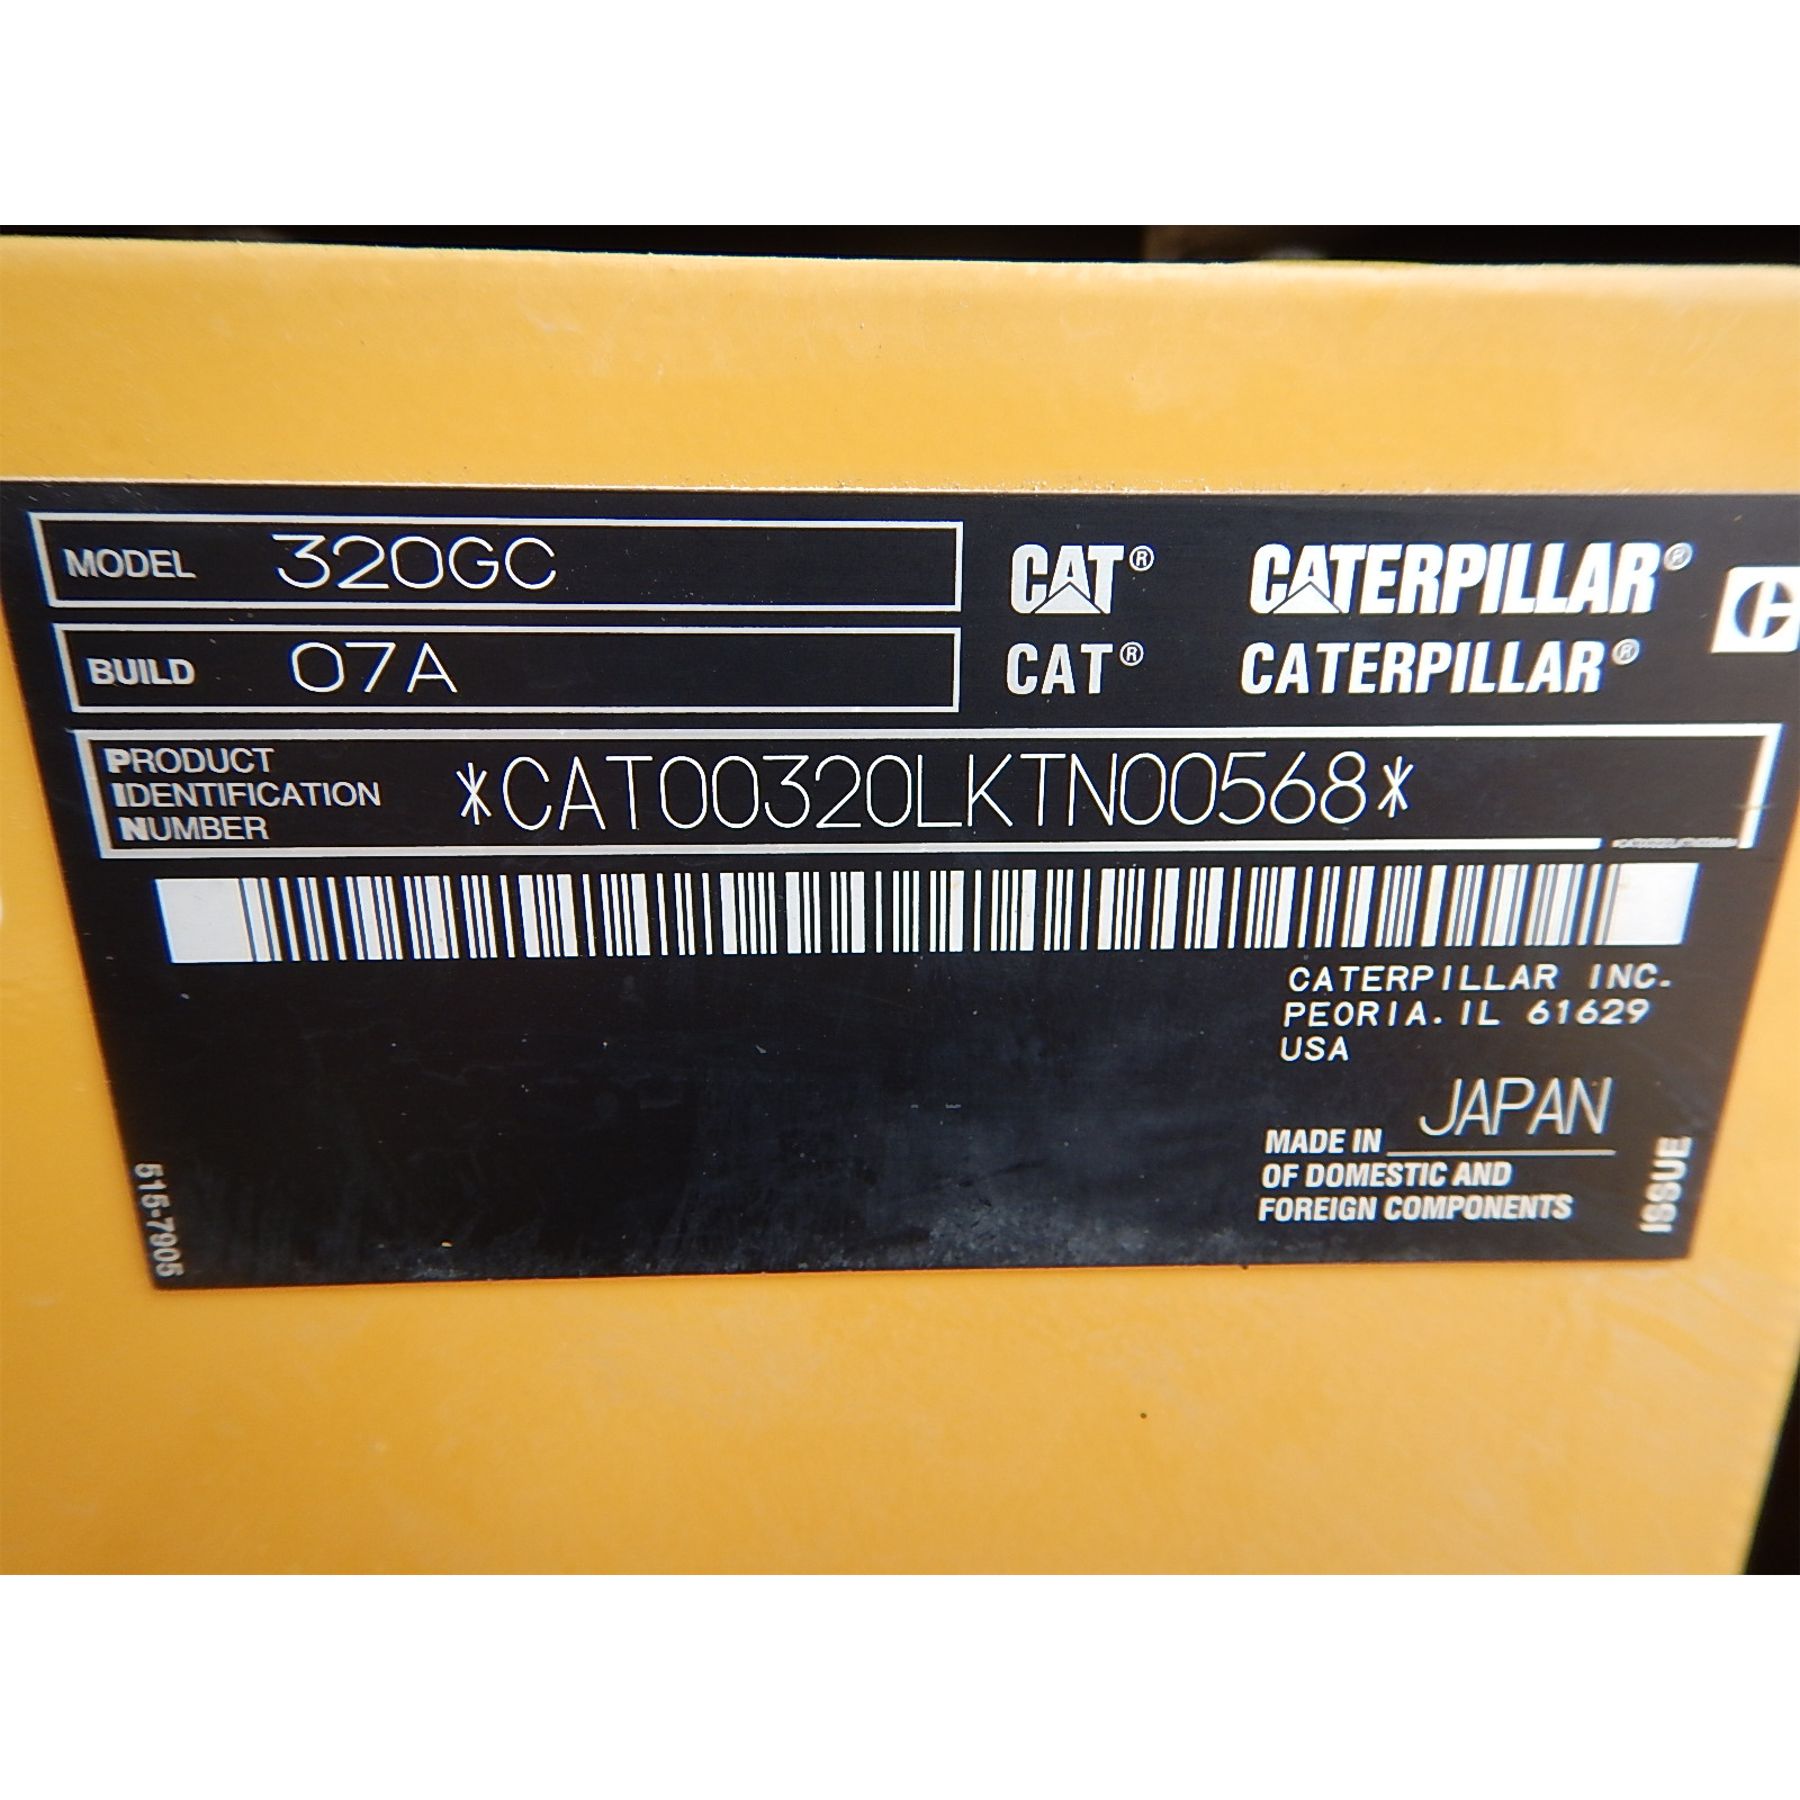 MODEL 320GC
BUILD 07A
CAT® CATERPILLAR®
CAT® CATERPILLAR®
PRODUCT
IDENTIFICATION
NUMBER
*CAT00320LKTN00568*
CATERPILLAR INC.
PEORIA. IL 61629
USA
MADE IN JAPAN
OF DOMESTIC AND
FOREIGN COMPONENTS
515-7905
ISSUE